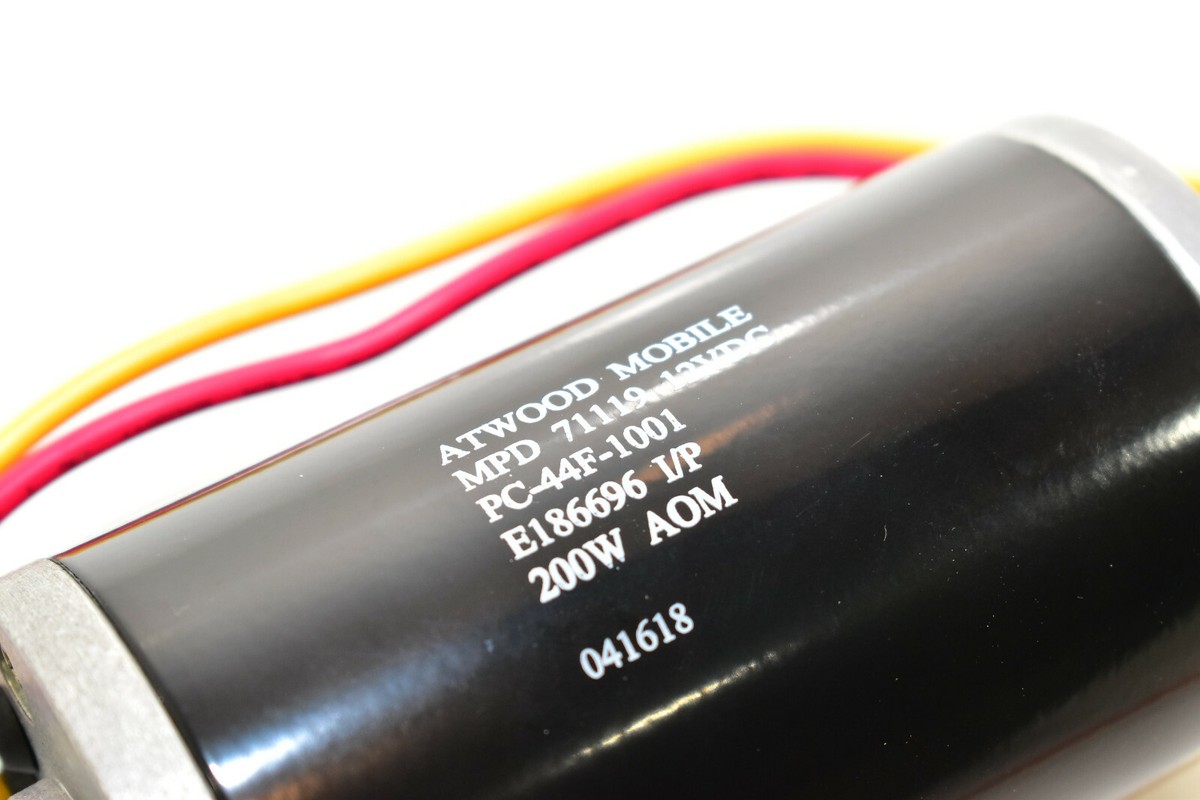 ATWOOD MOBILE
MPD 71119 12VDC
PC-44F-1001
E186696 I/P
200W AOM
041618